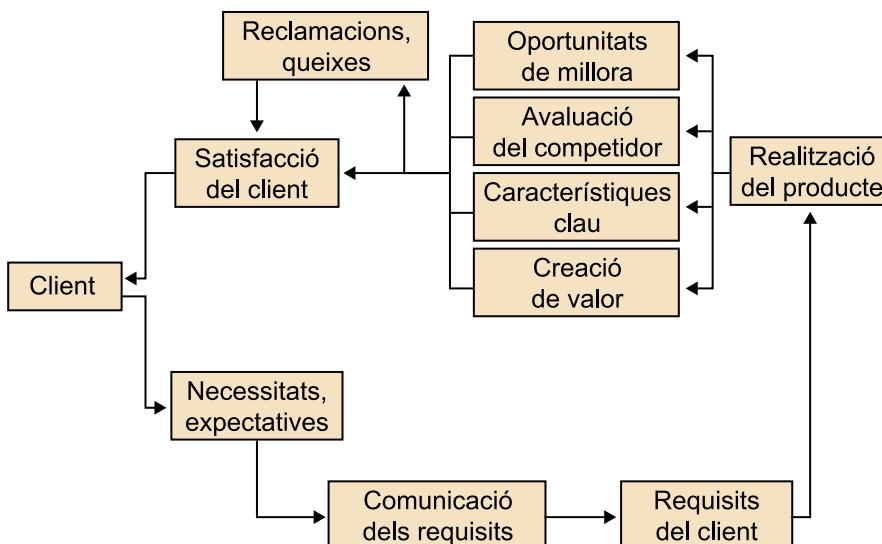 Reclamacions,
queixes
Oportunitats
de millora
Avaluació
del competidor
Satisfacció
del client
Realització
del producte
Característiques
clau
Client
Creació
de valor
Necessitats,
expectatives
Comunicació
dels requisits
Requisits
del client